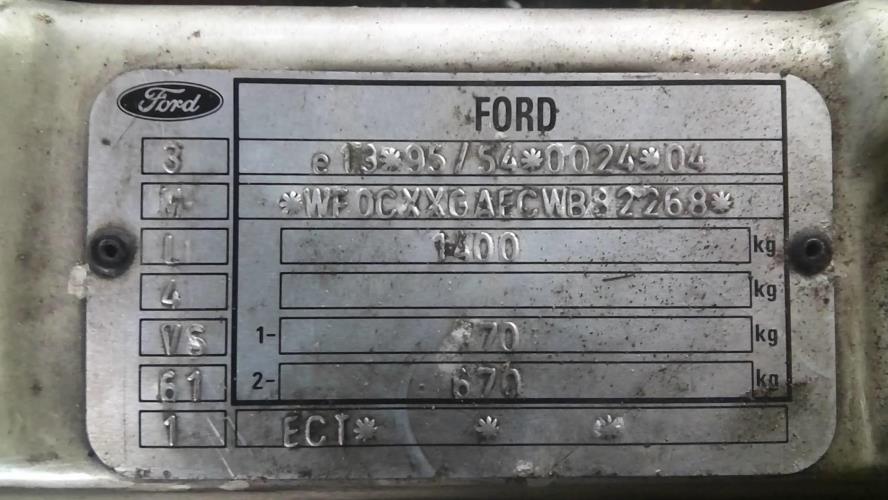 Ford
FORD
3 e13*95/54*0024*04
M *WF0CXXGAFCWB82268*
L 1400 kg
4 kg
VS 1- kg
61 2- 670 kg
1 ECT* * *